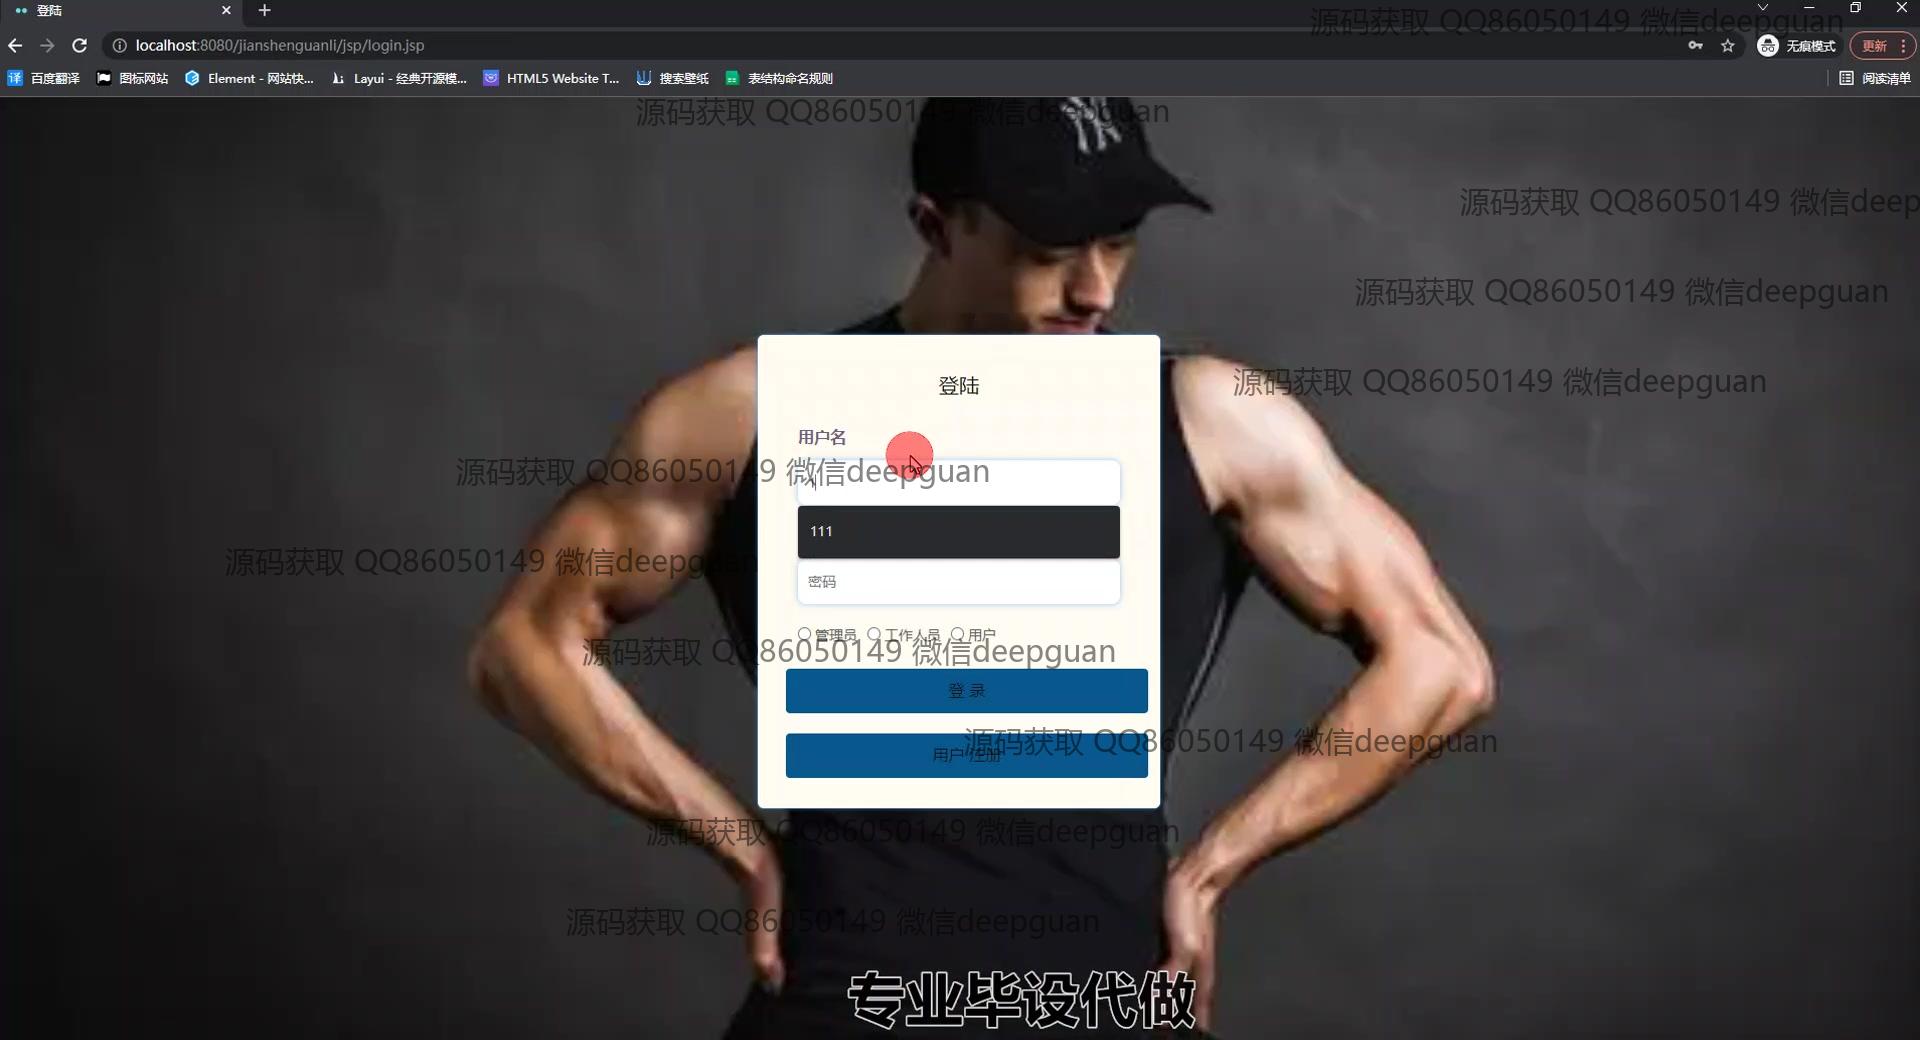 登陆
源码获取 QQ86050149 微信deepguan
localhost:8080/jianshenguanli/jsp/login.jsp
无痕模式
更新
百度翻译
图标网站
Element - 网站快...
Layui - 经典开源模...
HTML5 Website T...
搜索壁纸
表结构命名规则
阅读清单
源码获取 QQ86050149 微信deepguan
源码获取 QQ86050149 微信deep
源码获取 QQ86050149 微信deepguan
源码获取 QQ86050149 微信deepguan
登陆
用户名
源码获取 QQ86050149 微信deepguan
111
源码获取 QQ86050149 微信deepguan
密码
管理员 工作人员 用户
源码获取 QQ86050149 微信deepguan
登 录
源码获取 QQ86050149 微信deepguan
用户注册
源码获取 QQ86050149 微信deepguan
源码获取 QQ86050149 微信deepguan
专业毕设代做